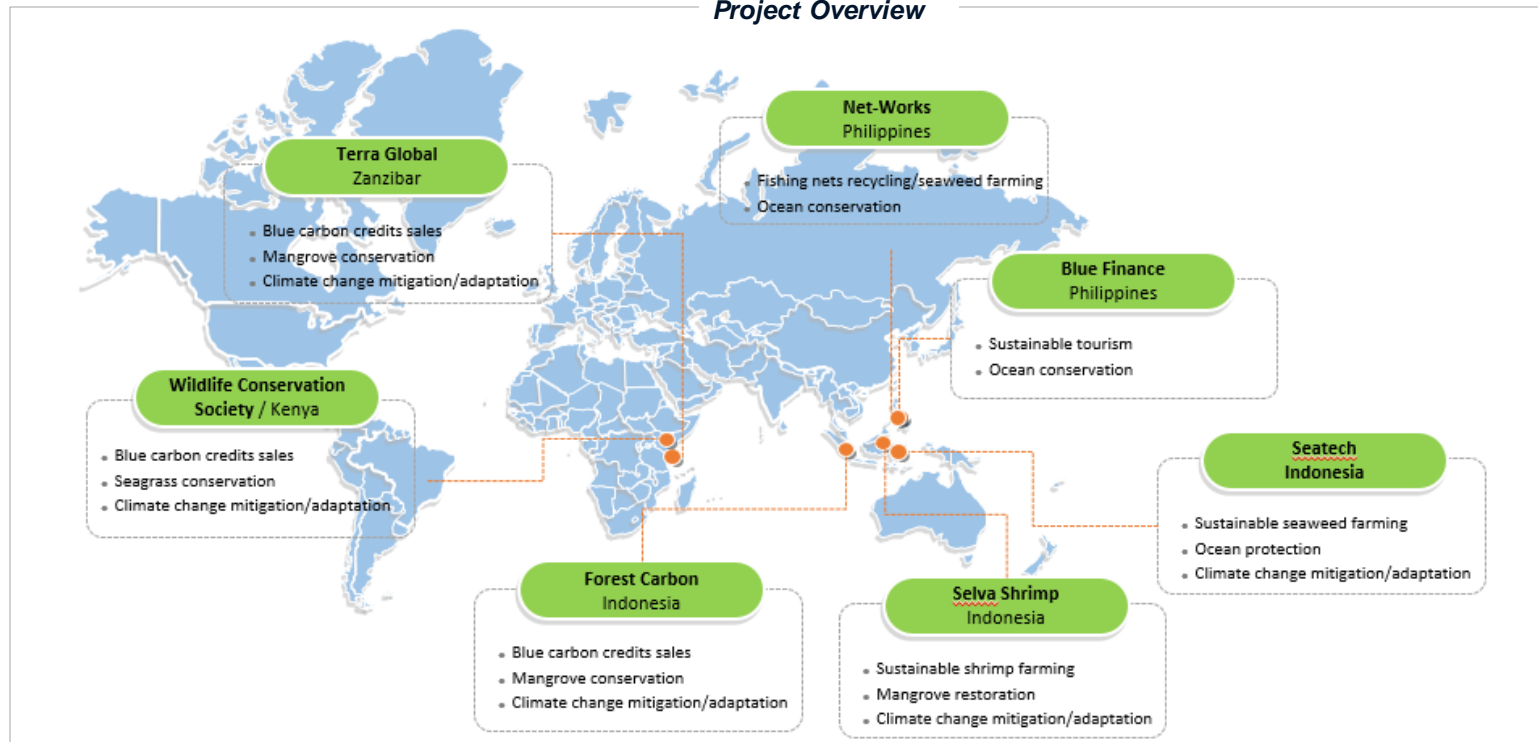 Project Overview
Net-Works
Philippines
• Fishing nets recycling/seaweed farming
• Ocean conservation
Terra Global
Zanzibar
• Blue carbon credits sales
• Mangrove conservation
• Climate change mitigation/adaptation
Blue Finance
Philippines
• Sustainable tourism
• Ocean conservation
Wildlife Conservation
Society / Kenya
• Blue carbon credits sales
• Seagrass conservation
• Climate change mitigation/adaptation
Seatech
Indonesia
• Sustainable seaweed farming
• Ocean protection
• Climate change mitigation/adaptation
Forest Carbon
Indonesia
• Blue carbon credits sales
• Mangrove conservation
• Climate change mitigation/adaptation
Selva Shrimp
Indonesia
• Sustainable shrimp farming
• Mangrove restoration
• Climate change mitigation/adaptation